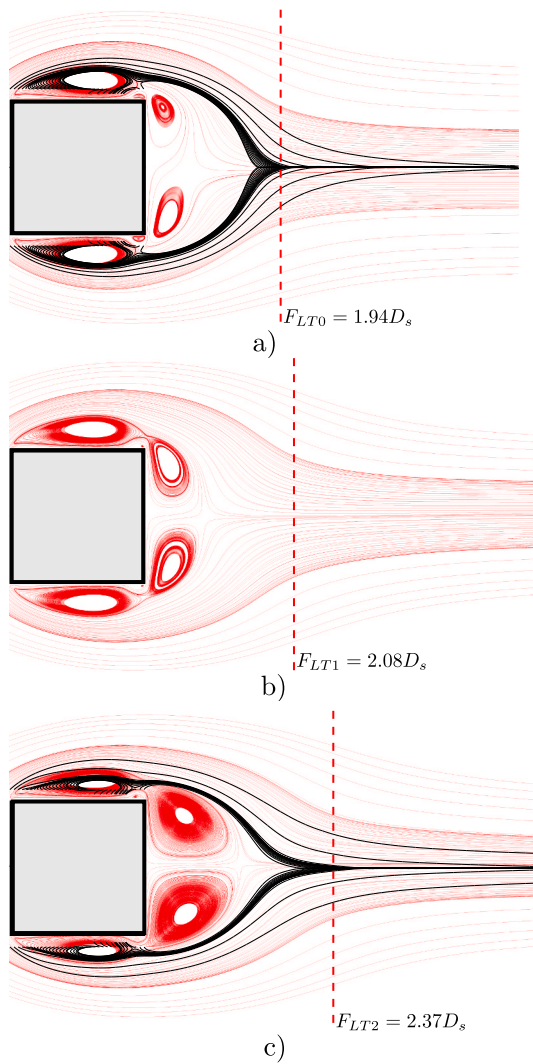 F_{LT0} = 1.94D_s
a)
F_{LT1} = 2.08D_s
b)
F_{LT2} = 2.37D_s
c)